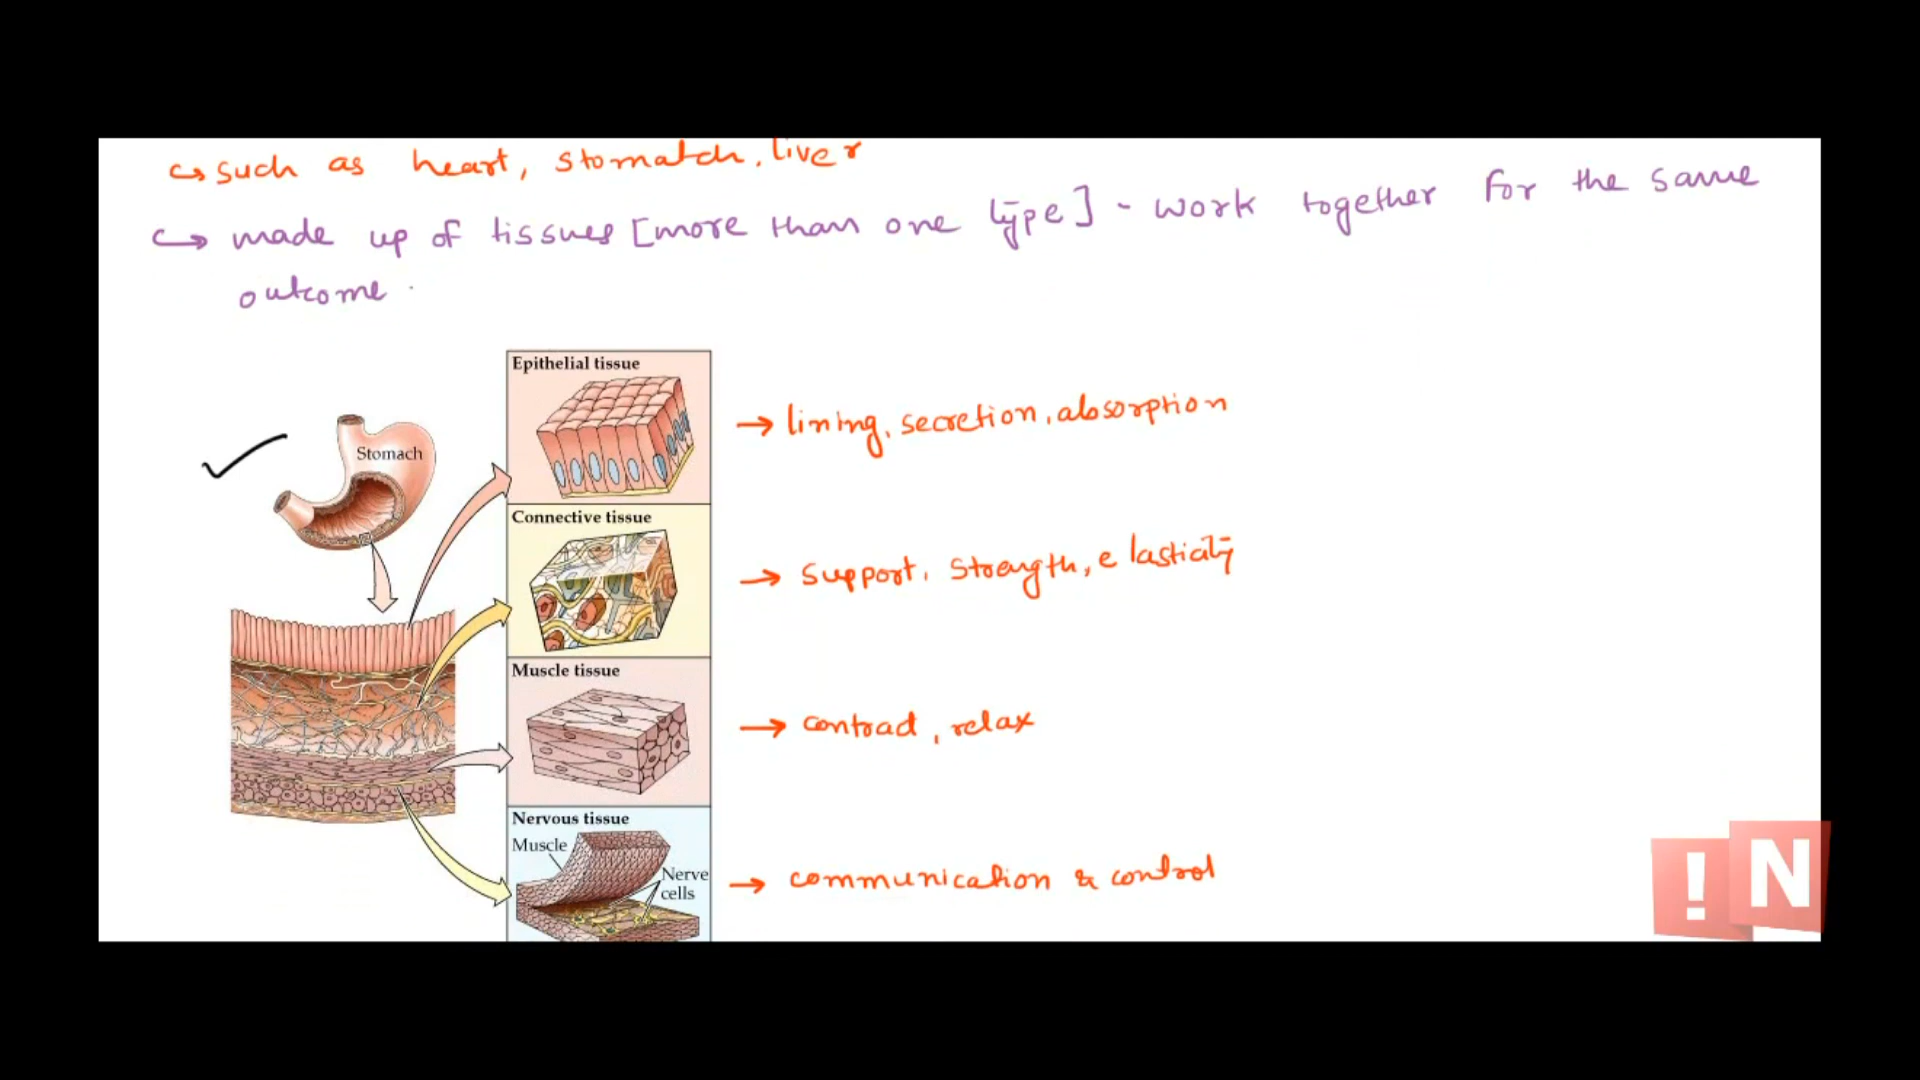 ↪ such as heart, stomatch, liver
↪ made up of tissues [more than one type] - work together for the same
outcome.
Epithelial tissue
→ lining, secretion, absorption
Stomach
Connective tissue
→ support, strength, elasticity
Muscle tissue
→ contract, relax
Nervous tissue
Muscle
Nerve
cells
→ communication & control
!N